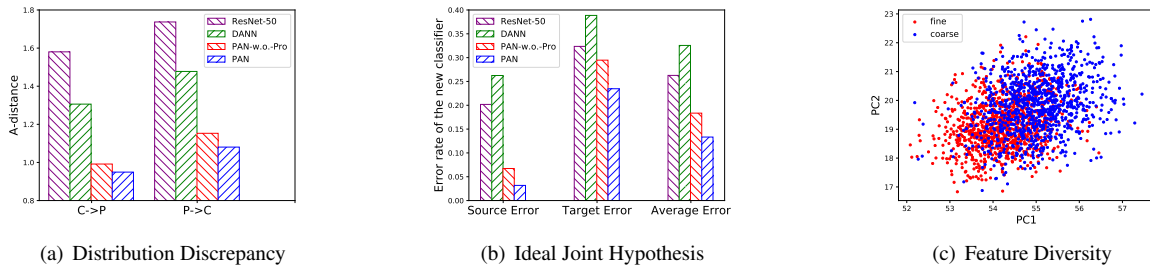 A-distance
1.8
1.6
1.4
1.2
1.0
0.8
ResNet-50
DANN
PAN-w.o.-Pro
PAN
C->P
P->C
(a) Distribution Discrepancy
Error rate of the new classifier
0.40
0.35
0.30
0.25
0.20
0.15
0.10
0.05
0.00
ResNet-50
DANN
PAN-w.o.-Pro
PAN
Source Error
Target Error
Average Error
(b) Ideal Joint Hypothesis
PC2
23
22
21
20
19
18
17
fine
coarse
52
53
54
55
56
57
PC1
(c) Feature Diversity